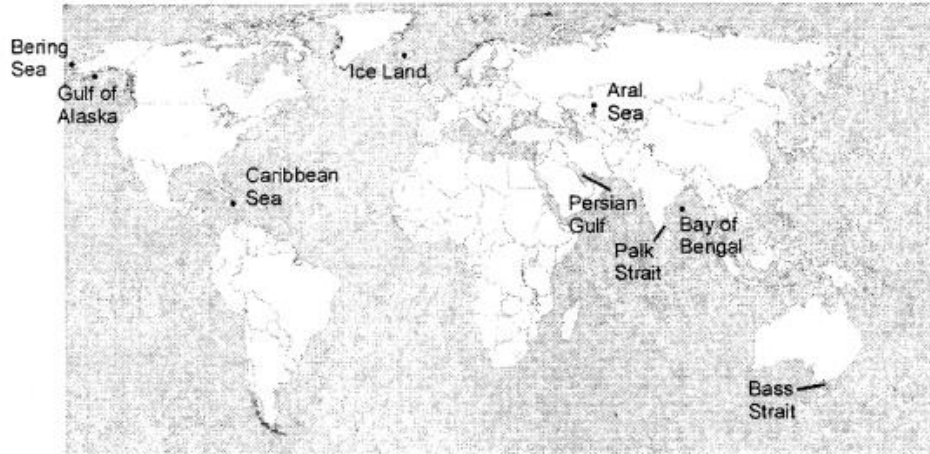 Bering
Sea
Gulf of
Alaska
Ice Land
Aral
Sea
Caribbean
Sea
Persian
Gulf
Palk
Strait
Bay of
Bengal
Bass
Strait